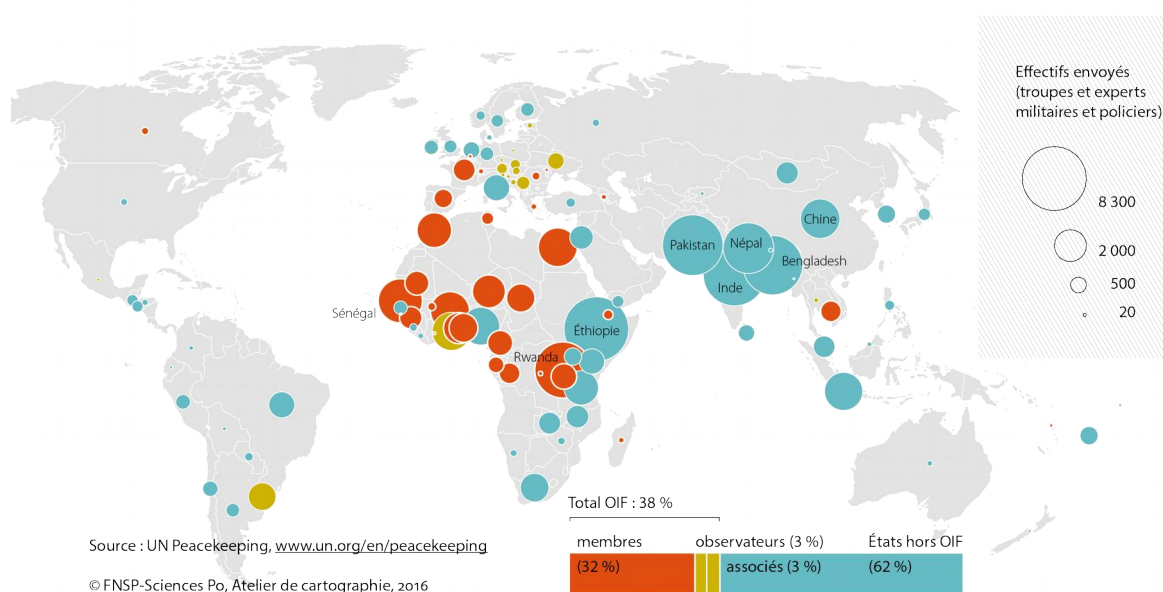 Effectifs envoyés
(troupes et experts
militaires et policiers)
8 300
2 000
500
20
Chine
Pakistan
Népal
Bengladesh
Inde
Sénégal
Éthiopie
Rwanda
Total OIF : 38 %
membres
observateurs (3 %)
États hors OIF
(32 %)
associés (3 %)
(62 %)
Source : UN Peacekeeping, www.un.org/en/peacekeeping
© FNSP-Sciences Po, Atelier de cartographie, 2016